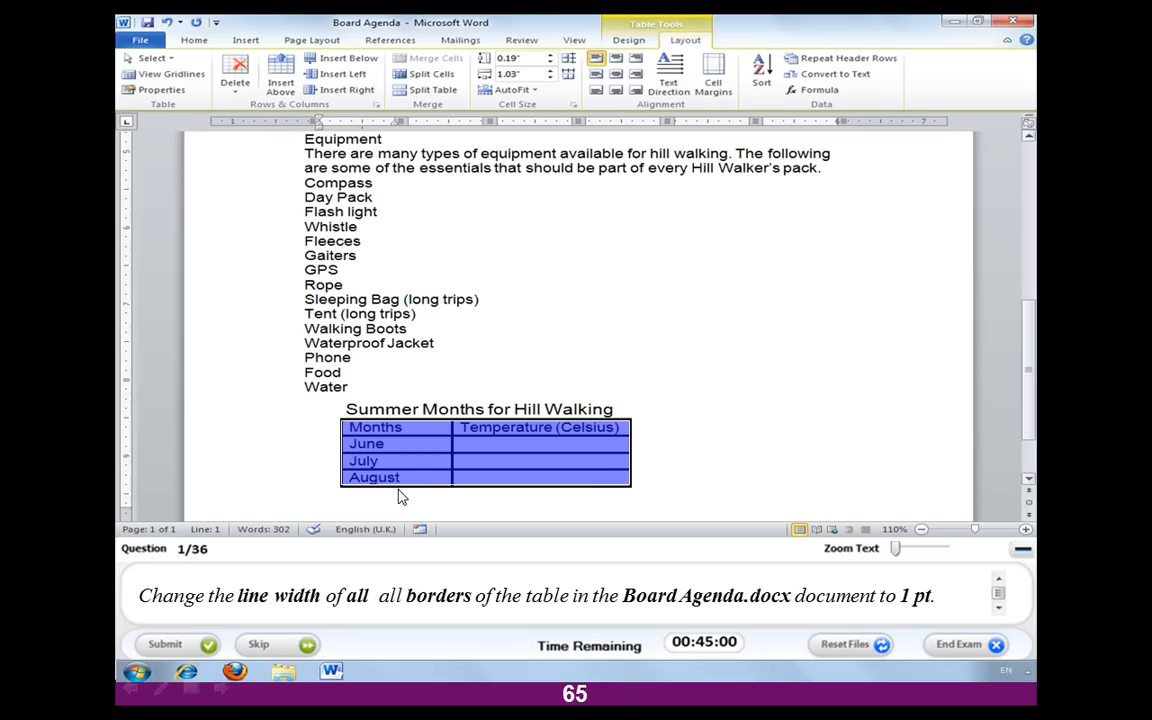 Board Agenda - Microsoft Word
Table Tools
File Home Insert Page Layout References Mailings Review View Design Layout
Select
View Gridlines
Properties
Table
Delete
Insert Above
Insert Below
Insert Left
Insert Right
Rows & Columns
Merge Cells
Split Cells
Split Table
Merge
0.19"
1.03"
AutoFit
Cell Size
Text Direction
Cell Margins
Alignment
Sort
Repeat Header Rows
Convert to Text
Formula
Data
Equipment
There are many types of equipment available for hill walking. The following
are some of the essentials that should be part of every Hill Walker's pack.
Compass
Day Pack
Flash light
Whistle
Fleeces
Gaiters
GPS
Rope
Sleeping Bag (long trips)
Tent (long trips)
Walking Boots
Waterproof Jacket
Phone
Food
Water
Summer Months for Hill Walking
Months Temperature (Celsius)
June
July
August
Page: 1 of 1 Line: 1 Words: 302 English (U.K.) 110%
Question 1/36 Zoom Text
Change the line width of all all borders of the table in the Board Agenda.docx document to 1 pt.
Submit Skip Time Remaining 00:45:00 Reset Files End Exam
EN
65